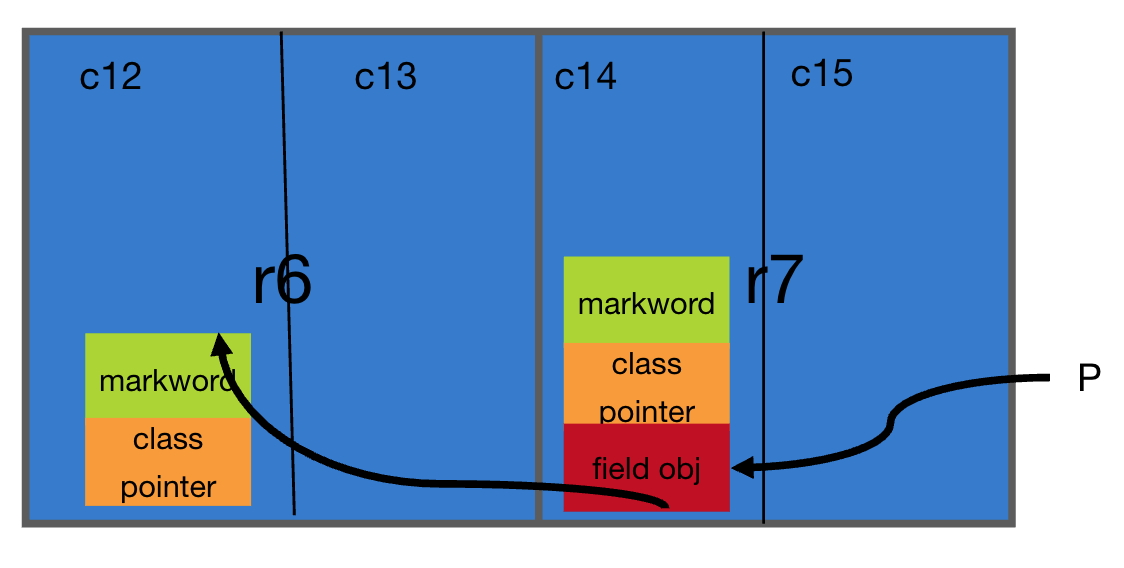 c12
c13
c14
c15
r6
r7
markword
class
pointer
field obj
markword
class
pointer
P